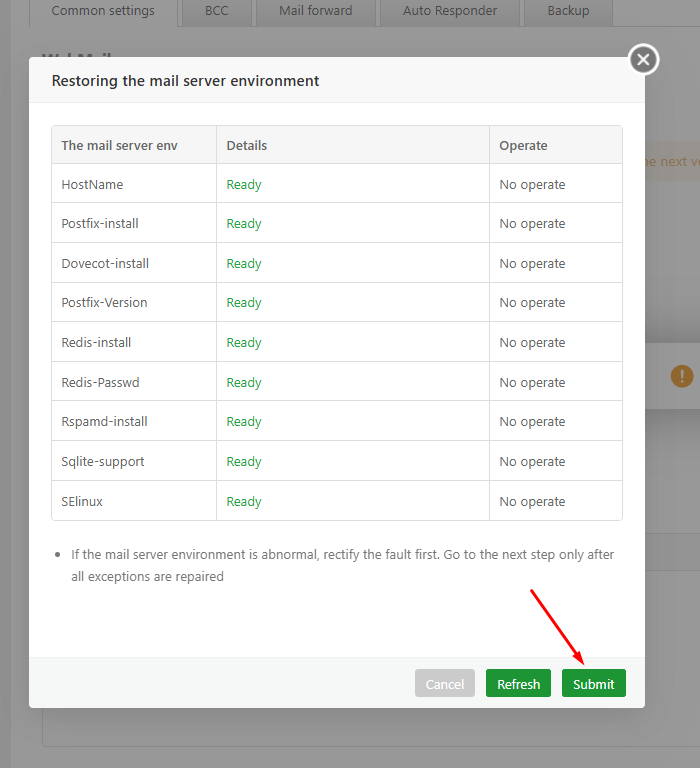 Common settings BCC Mail forward Auto Responder Backup
Restoring the mail server environment
The mail server env Details Operate
HostName Ready No operate
Postfix-install Ready No operate
Dovecot-install Ready No operate
Postfix-Version Ready No operate
Redis-install Ready No operate
Redis-Passwd Ready No operate
Rspamd-install Ready No operate
Sqlite-support Ready No operate
SElinux Ready No operate
If the mail server environment is abnormal, rectify the fault first. Go to the next step only after
all exceptions are repaired
Cancel Refresh Submit